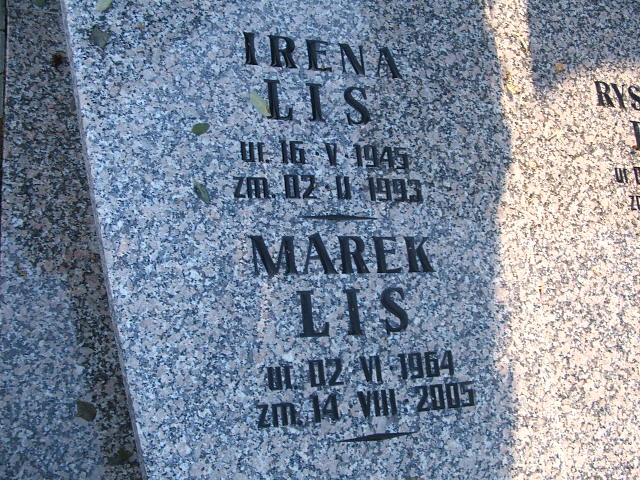 IRENA
LIS
ur. 16 · V · 1945
zm. 02 · II 1993
MAREK
LIS
ur. 02 VI 1964
zm. 14 VIII 2005